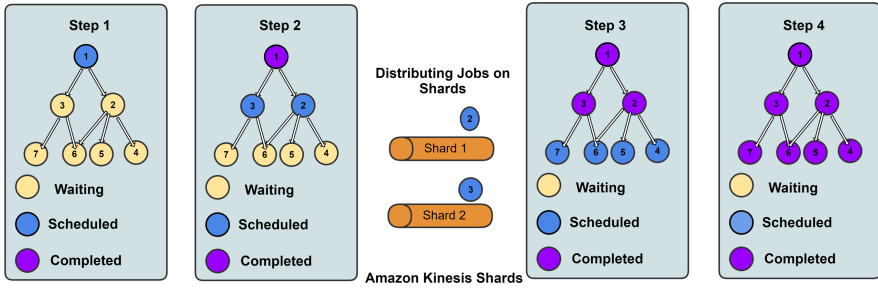 Step 1
1
3 2
7 6 5 4
Waiting
Scheduled
Completed
Step 2
1
3 2
7 6 5 4
Waiting
Scheduled
Completed
Distributing Jobs on
Shards
2
Shard 1
3
Shard 2
Amazon Kinesis Shards
Step 3
1
3 2
7 6 5 4
Waiting
Scheduled
Completed
Step 4
1
3 2
7 6 5 4
Waiting
Scheduled
Completed